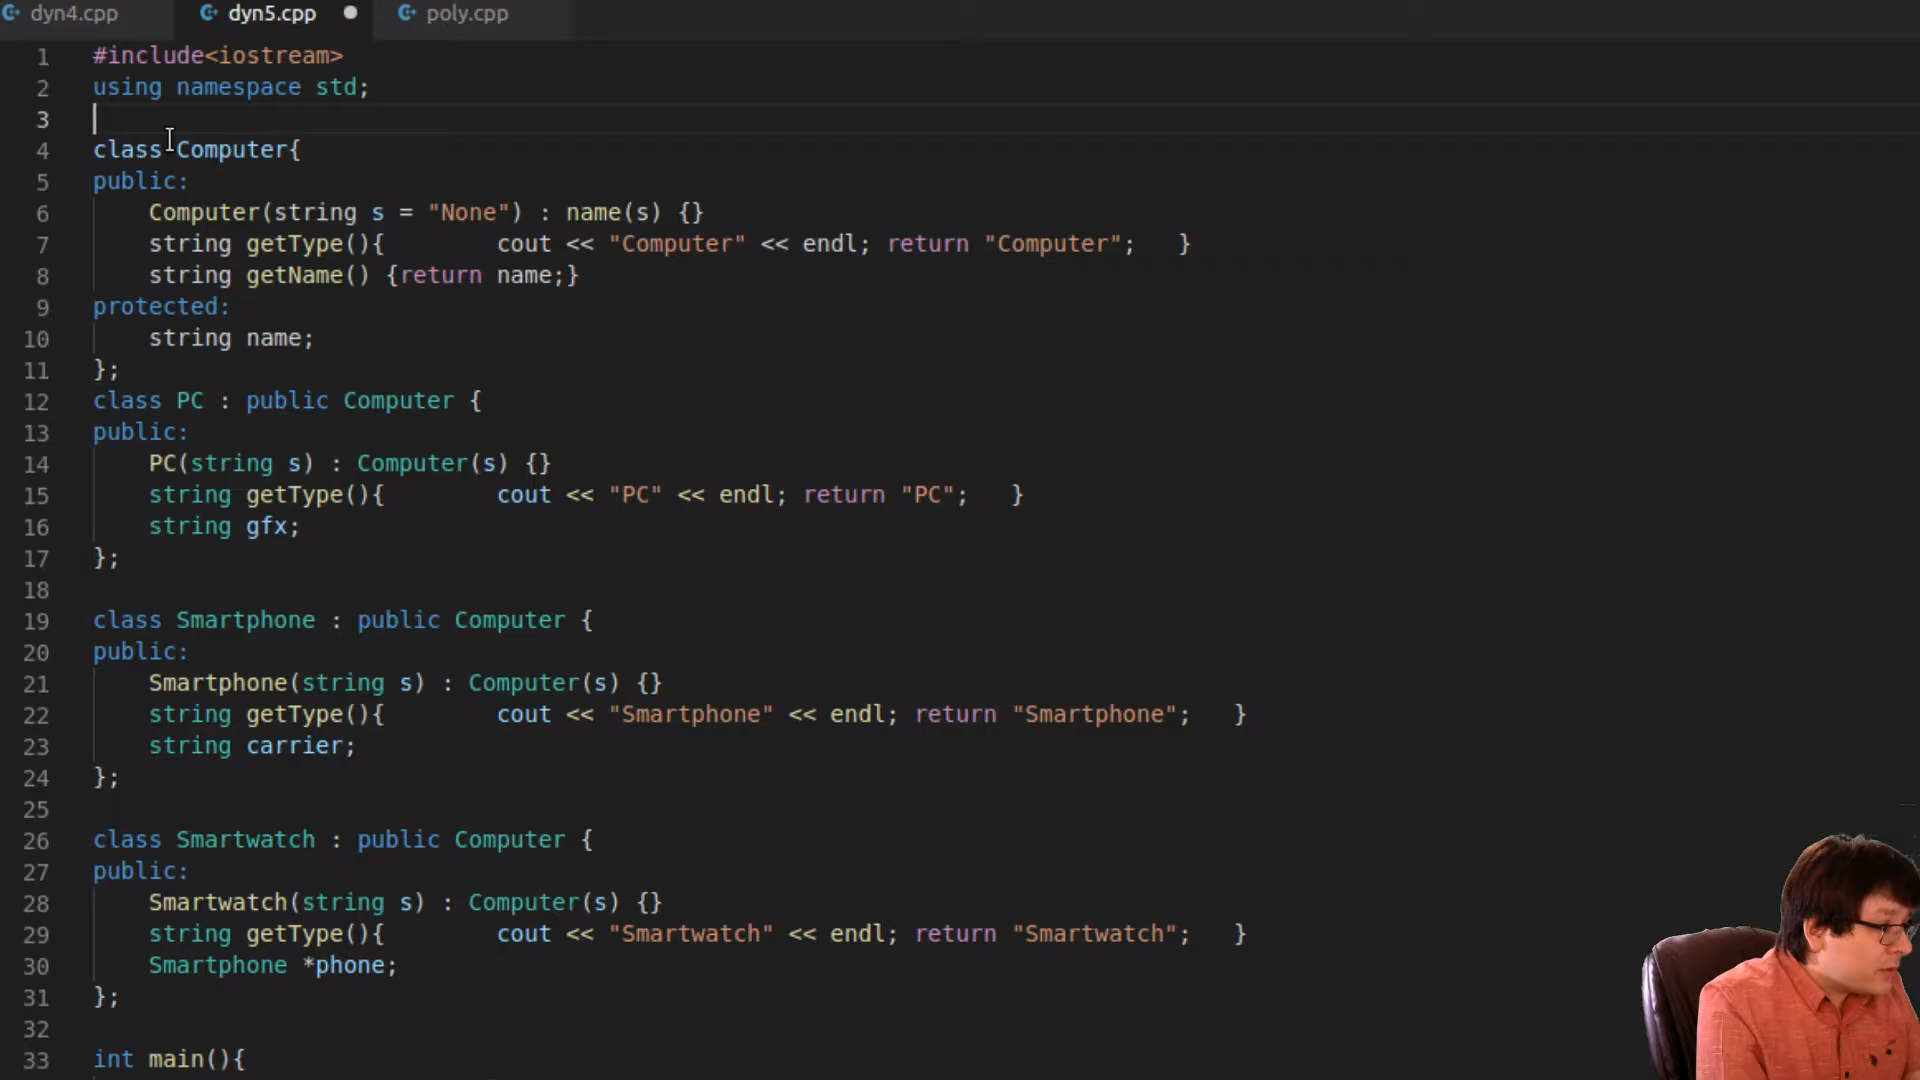 dyn4.cpp dyn5.cpp poly.cpp
1 #include<iostream>
2 using namespace std;
3
4 class Computer{
5 public:
6     Computer(string s = "None") : name(s) {}
7     string getType(){        cout << "Computer" << endl; return "Computer";   }
8     string getName() {return name;}
9 protected:
10     string name;
11 };
12 class PC : public Computer {
13 public:
14     PC(string s) : Computer(s) {}
15     string getType(){        cout << "PC" << endl; return "PC";   }
16     string gfx;
17 };
18
19 class Smartphone : public Computer {
20 public:
21     Smartphone(string s) : Computer(s) {}
22     string getType(){        cout << "Smartphone" << endl; return "Smartphone";   }
23     string carrier;
24 };
25
26 class Smartwatch : public Computer {
27 public:
28     Smartwatch(string s) : Computer(s) {}
29     string getType(){        cout << "Smartwatch" << endl; return "Smartwatch";   }
30     Smartphone *phone;
31 };
32
33 int main(){